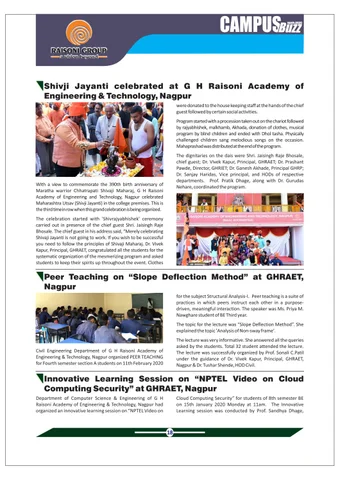 RAISONI GROUP
CAMPUS BUZZ
Shivji Jayanti celebrated at G H Raisoni Academy of
Engineering & Technology, Nagpur
With a view to commemorate the 390th birth anniversary of
Maratha warrior Chhatrapati Shivaji Maharaj, G H Raisoni
Academy of Engineering and Technology, Nagpur celebrated
Maharashtra Utsav (Shivaji Jayanti) in the college premises. This is
the third time in row when this grand celebration is being organized.
The celebration started with 'Shivrajyabhishek' ceremony
carried out in presence of the chief guest Shri. Jaisingh Raje
Bhosale. The chief guest in his address said, "Merely celebrating
Shivaji Jayanti is not going to work. If you wish to be successful
you need to follow the principles of Shivaji Maharaj, Dr. Vivek
Kapur, Principal, GHRAET, congratulated all the students for the
systematic organization of the mesmerizing program and asked
students to keep their spirits up throughout the event. Clothes
were donated to the house keeping staff at the hands of the chief
guest followed by certain social activities.
Program started with a procession taken out on the chariot followed
by rajyabhishek, malkhamb, Akhada, donation of clothes, musical
program by blind children and ended with Dhol tasha. Physically
challenged children sang melodious songs on the occasion.
Mahaprasad was distributed at the end of the program.
The dignitaries on the dais were Shri. Jaisingh Raje Bhosale,
chief guest; Dr. Vivek Kapur, Principal, GHRAET; Dr. Prashant
Pawde, Director, GHRIET; Dr. Ganesh Akhade, Principal GHRP;
Dr. Sanjay Haridas, Vice principal, and HODs of respective
departments. Prof. Pratik Dhage, along with Dr. Gurudas
Nehare, coordinated the program.
Peer Teaching on "Slope Deflection Method" at GHRAET,
Nagpur
Civil Engineering Department of G H Raisoni Academy of
Engineering & Technology, Nagpur organized PEER TEACHING
for Fourth semester section A students on 11th February 2020
for the subject Structural Analysis-I. Peer teaching is a suite of
practices in which peers instruct each other in a purpose-
driven, meaningful interaction. The speaker was Ms. Priya M.
Nawghare student of BE Third year.
The topic for the lecture was "Slope Deflection Method". She
explained the topic 'Analysis of Non-sway frame'.
The lecture was very informative. She answered all the queries
asked by the students. Total 32 student attended the lecture.
The lecture was successfully organized by Prof. Sonali C.Patil
under the guidance of Dr. Vivek Kapur, Principal, GHRAET,
Nagpur & Dr. Tushar Shende, HOD Civil.
Innovative Learning Session on "NPTEL Video on Cloud
Computing Security" at GHRAET, Nagpur
Department of Computer Science & Engineering of G H
Raisoni Academy of Engineering & Technology, Nagpur had
organized an Innovative learning session on "NPTEL Video on
Cloud Computing Security" for students of 8th semester BE
on 15th January 2020 Monday at 11am. The Innovative
Learning session was conducted by Prof. Sandhya Dhage,